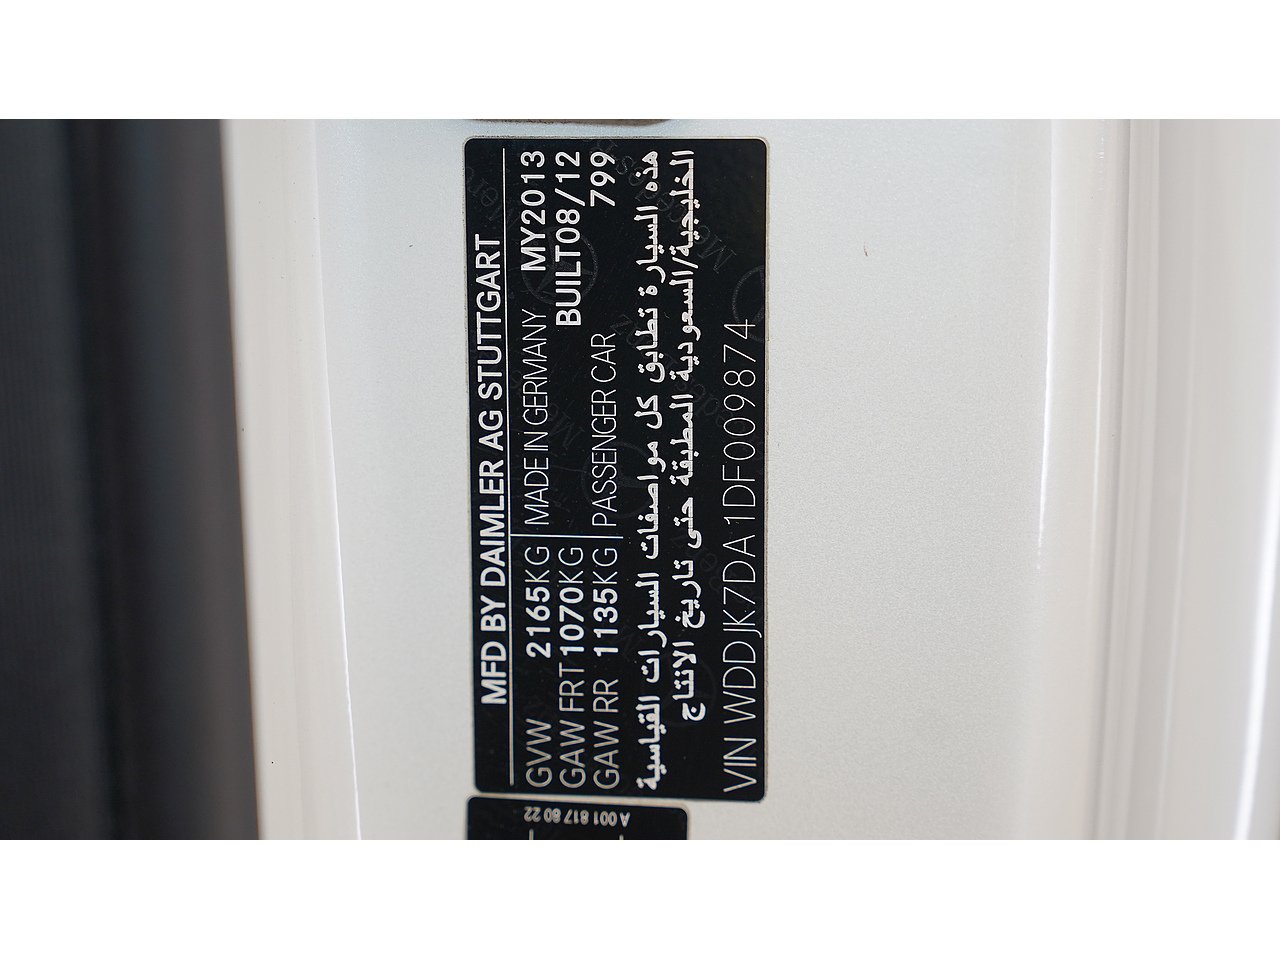 MFD BY DAIMLER AG STUTTGART
GVW 2165KG MADE IN GERMANY MY2013
GAW FRT 1070KG BUILT08/12
GAW RR 1135KG PASSENGER CAR 799
هذه السيارة تطابق كل مواصفات السيارات القياسية
الخليجية/السعودية المطبقة حتى تاريخ الانتاج
VIN WDDJK7DA1DF009874
A 001 817 80 22